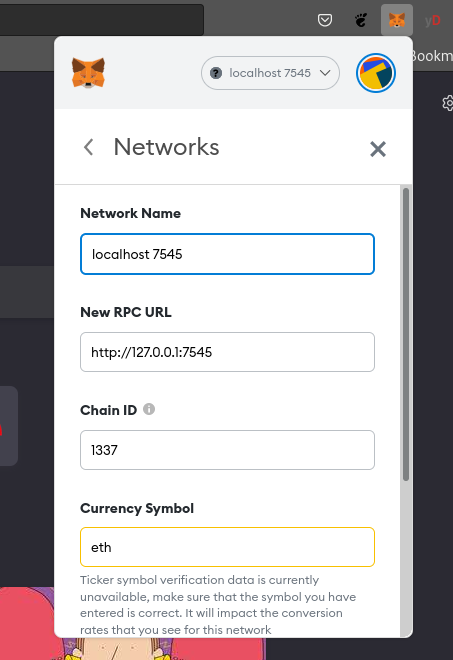 yD
Bookm
localhost 7545
Networks
Network Name
localhost 7545
New RPC URL
http://127.0.0.1:7545
Chain ID
1337
Currency Symbol
eth
Ticker symbol verification data is currently
unavailable, make sure that the symbol you have
entered is correct. It will impact the conversion
rates that you see for this network